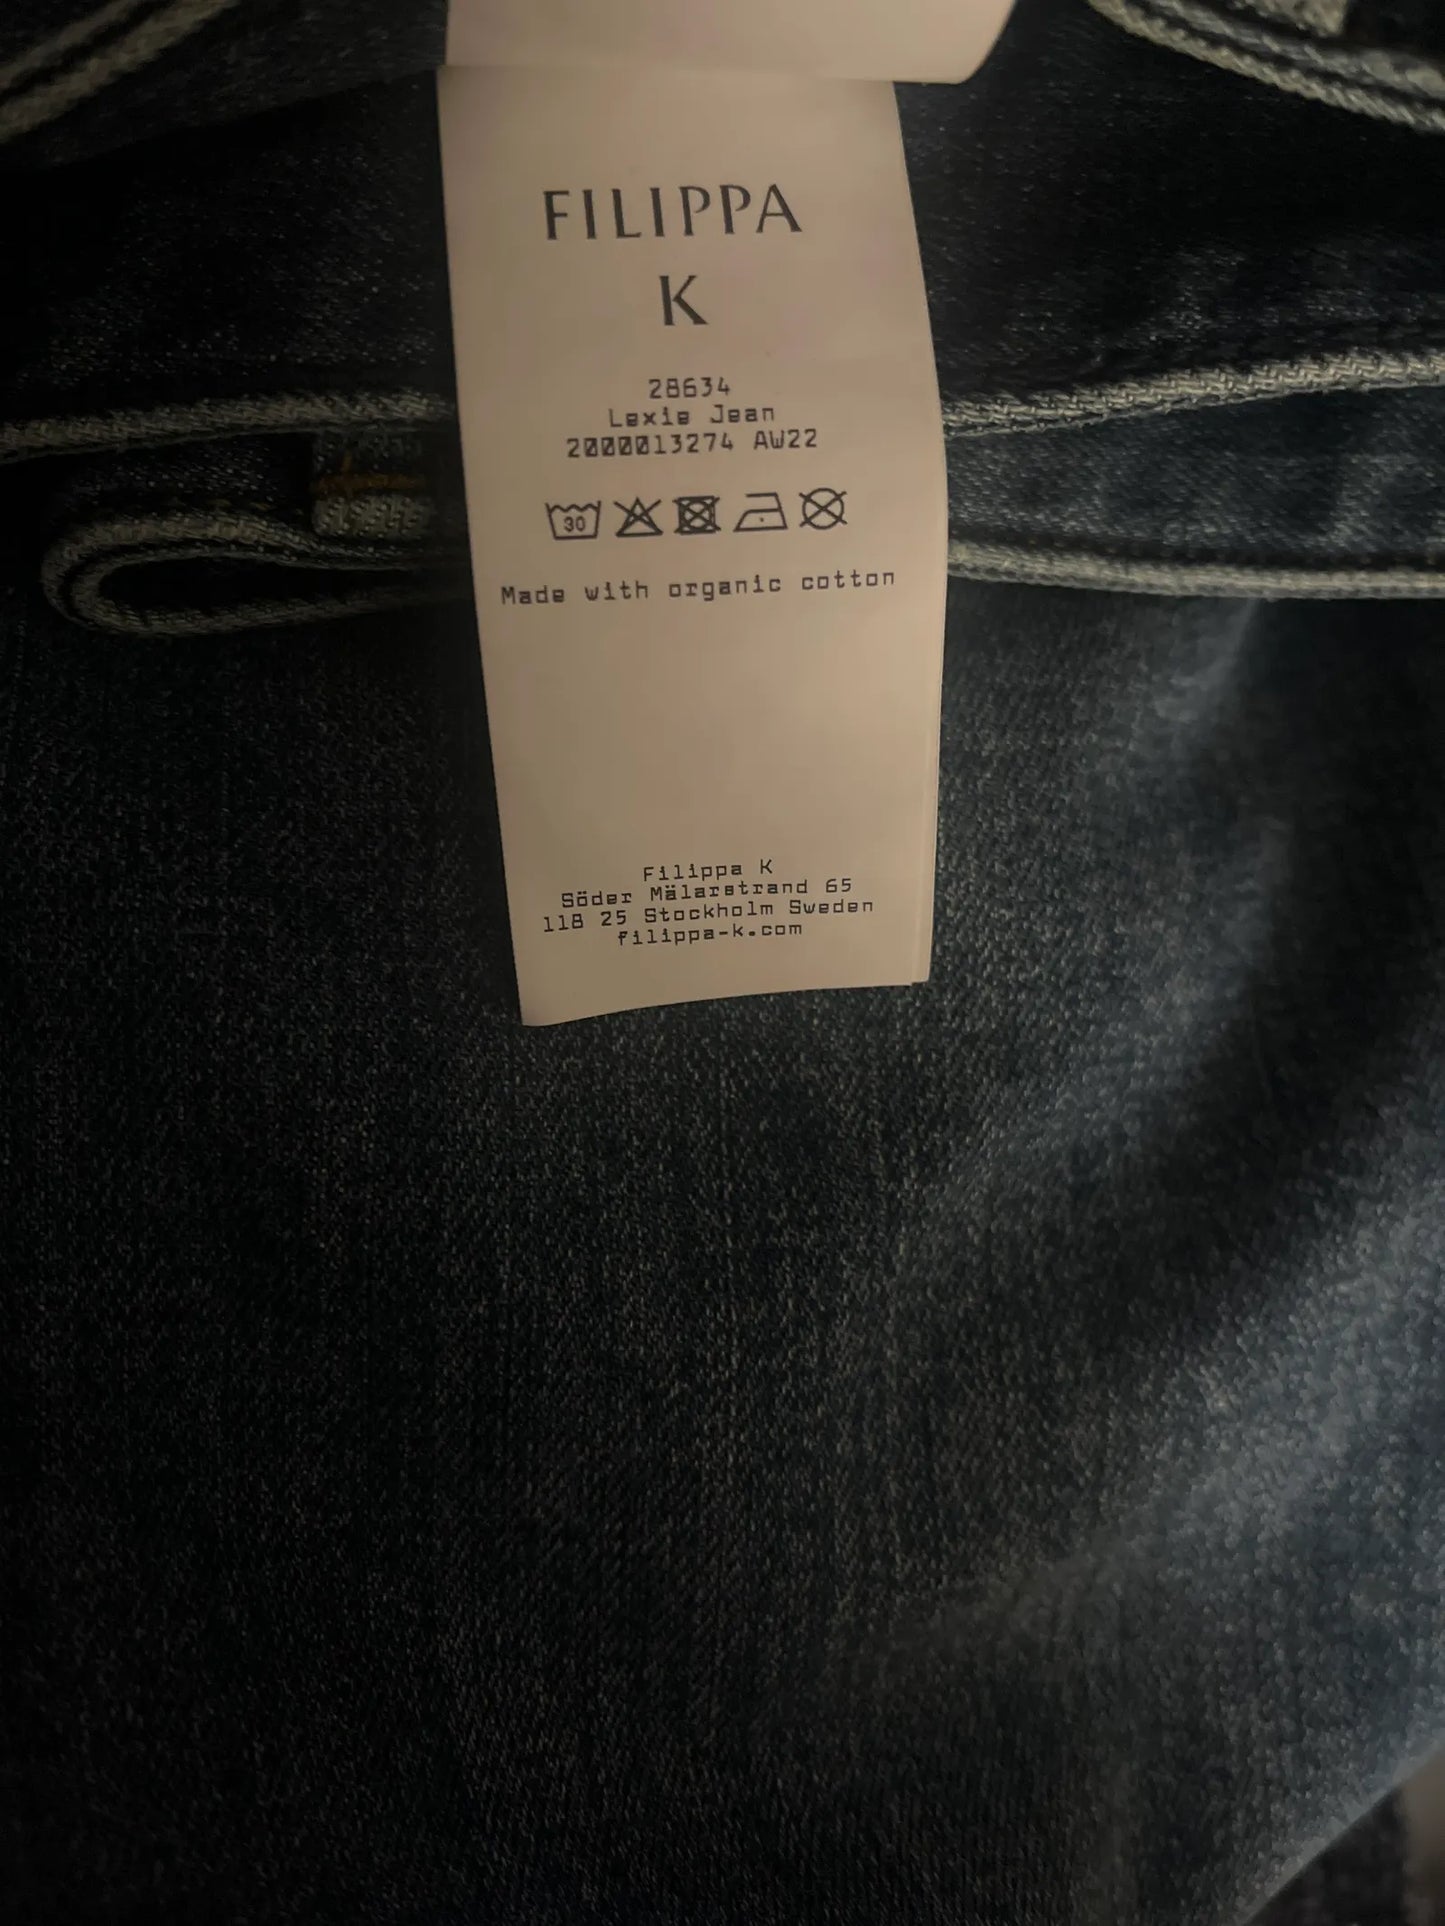 FILIPPA
K
28634
Lexie Jean
2000013274 AW22
30
Made with organic cotton
Filippa K
Söder Mälarstrand 65
118 25 Stockholm Sweden
filippa-k.com